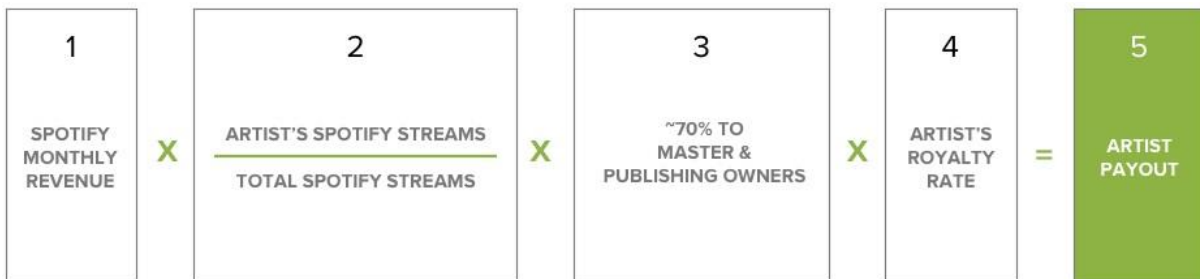 1
SPOTIFY
MONTHLY
REVENUE
X
2
ARTIST'S SPOTIFY STREAMS
TOTAL SPOTIFY STREAMS
X
3
~70% TO
MASTER &
PUBLISHING OWNERS
X
4
ARTIST'S
ROYALTY
RATE
=
5
ARTIST
PAYOUT